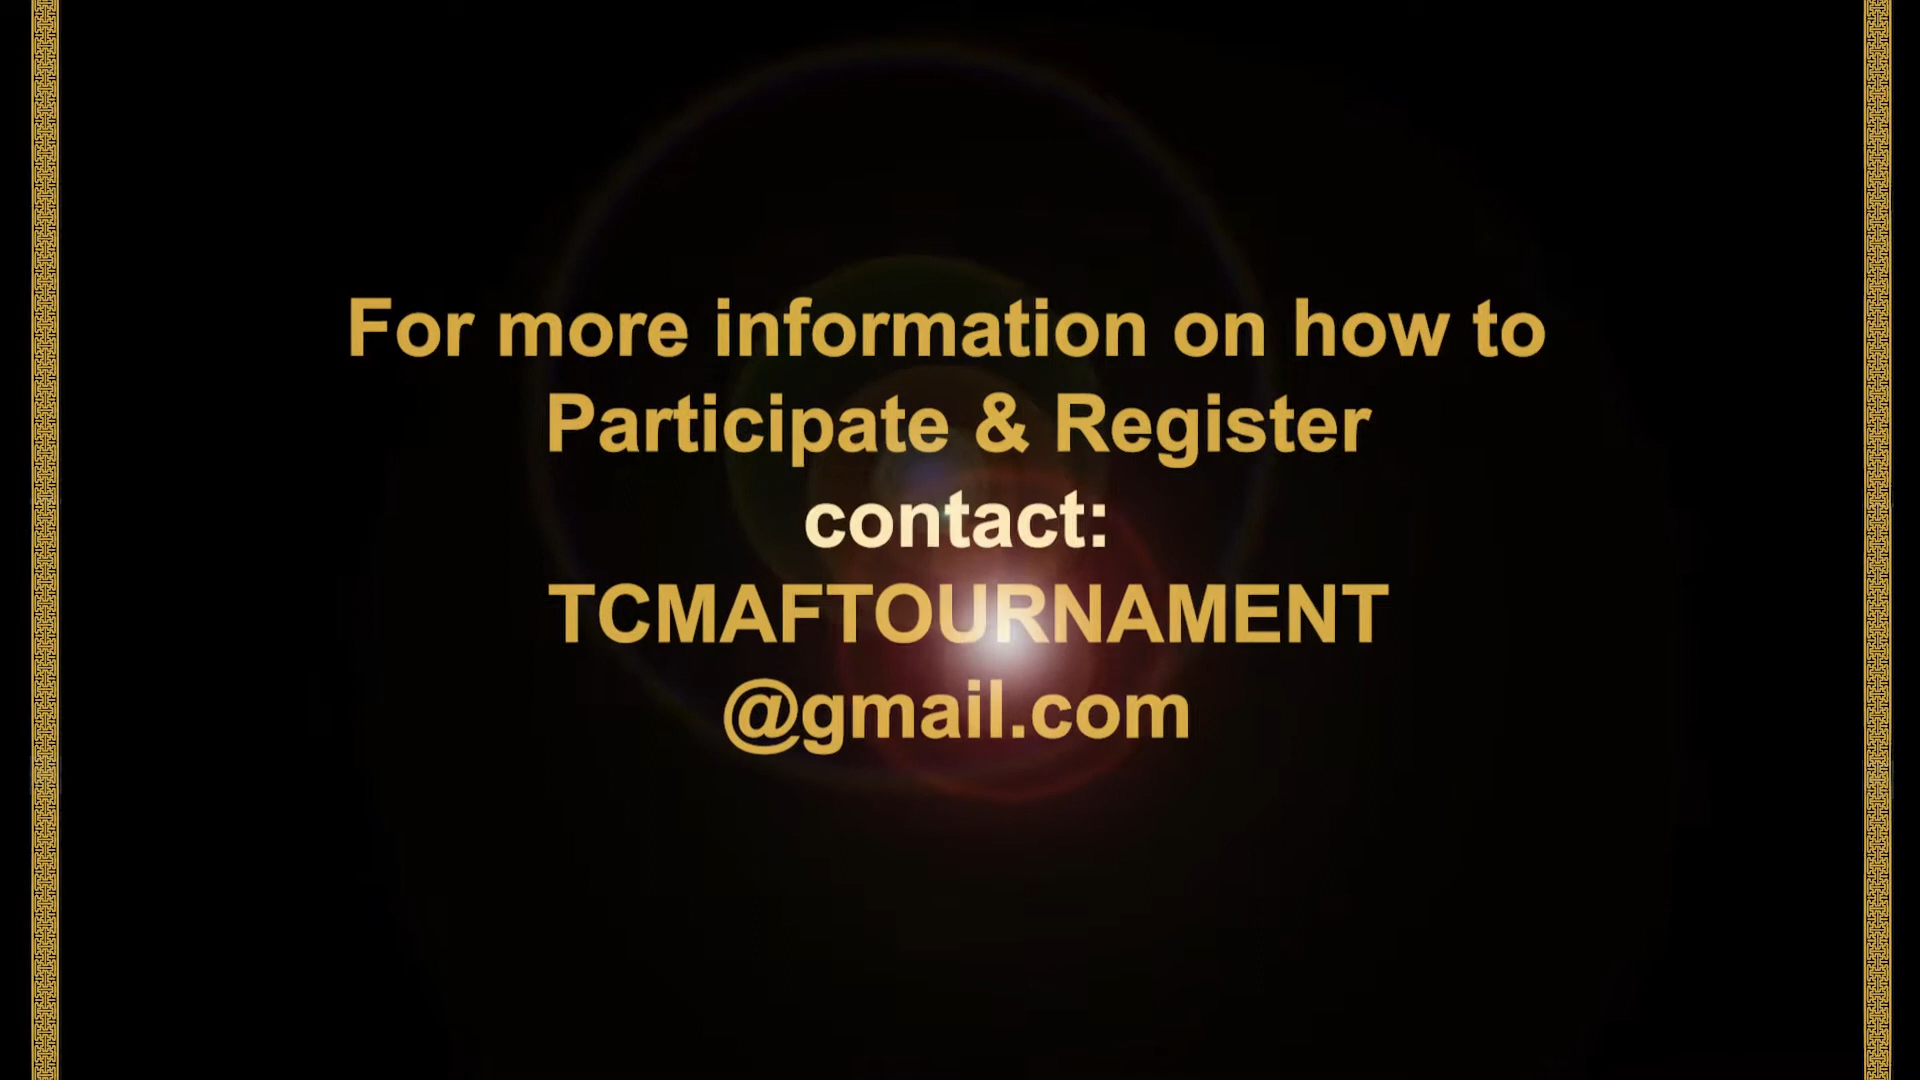 For more information on how to
Participate & Register
contact:
TCMAFTOURNAMENT
@gmail.com